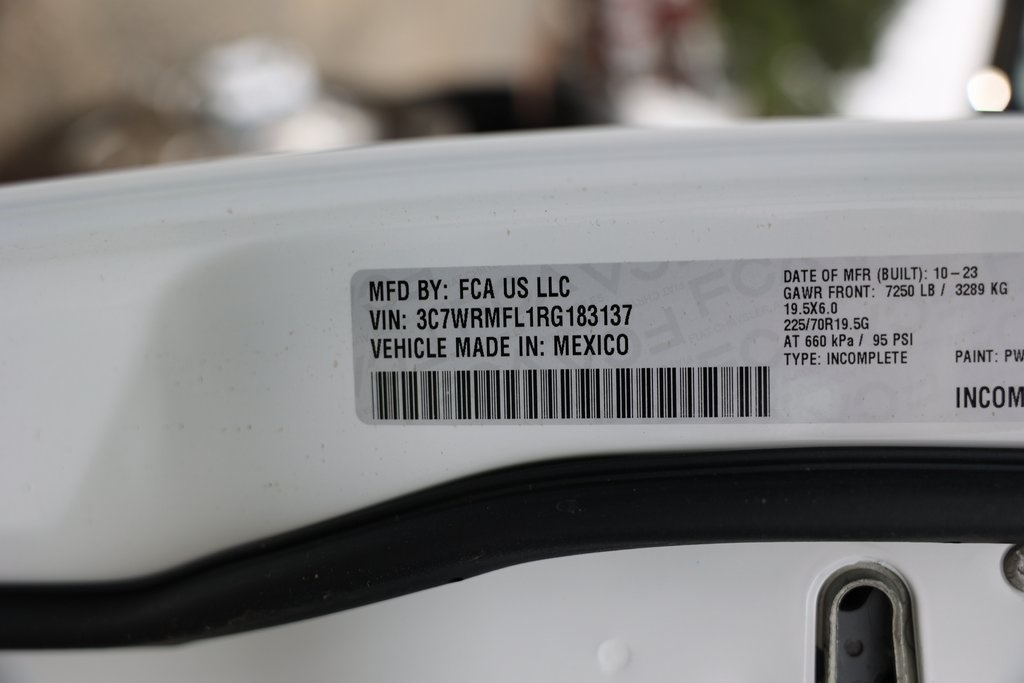 MFD BY: FCA US LLC
VIN: 3C7WRMFL1RG183137
VEHICLE MADE IN: MEXICO
DATE OF MFR (BUILT): 10-23
GAWR FRONT: 7250 LB / 3289 KG
19.5X6.0
225/70R19.5G
AT 660 kPa / 95 PSI
TYPE: INCOMPLETE
PAINT: PW
INCOM